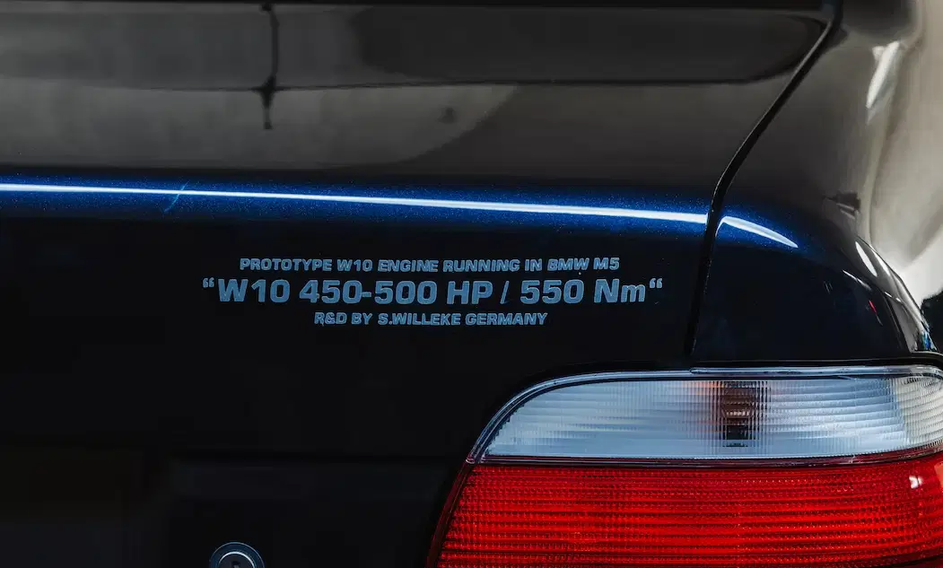 PROTOTYPE W10 ENGINE RUNNING IN BMW M5
“W10 450-500 HP / 550 Nm“
R&D BY S.WILLEKE GERMANY